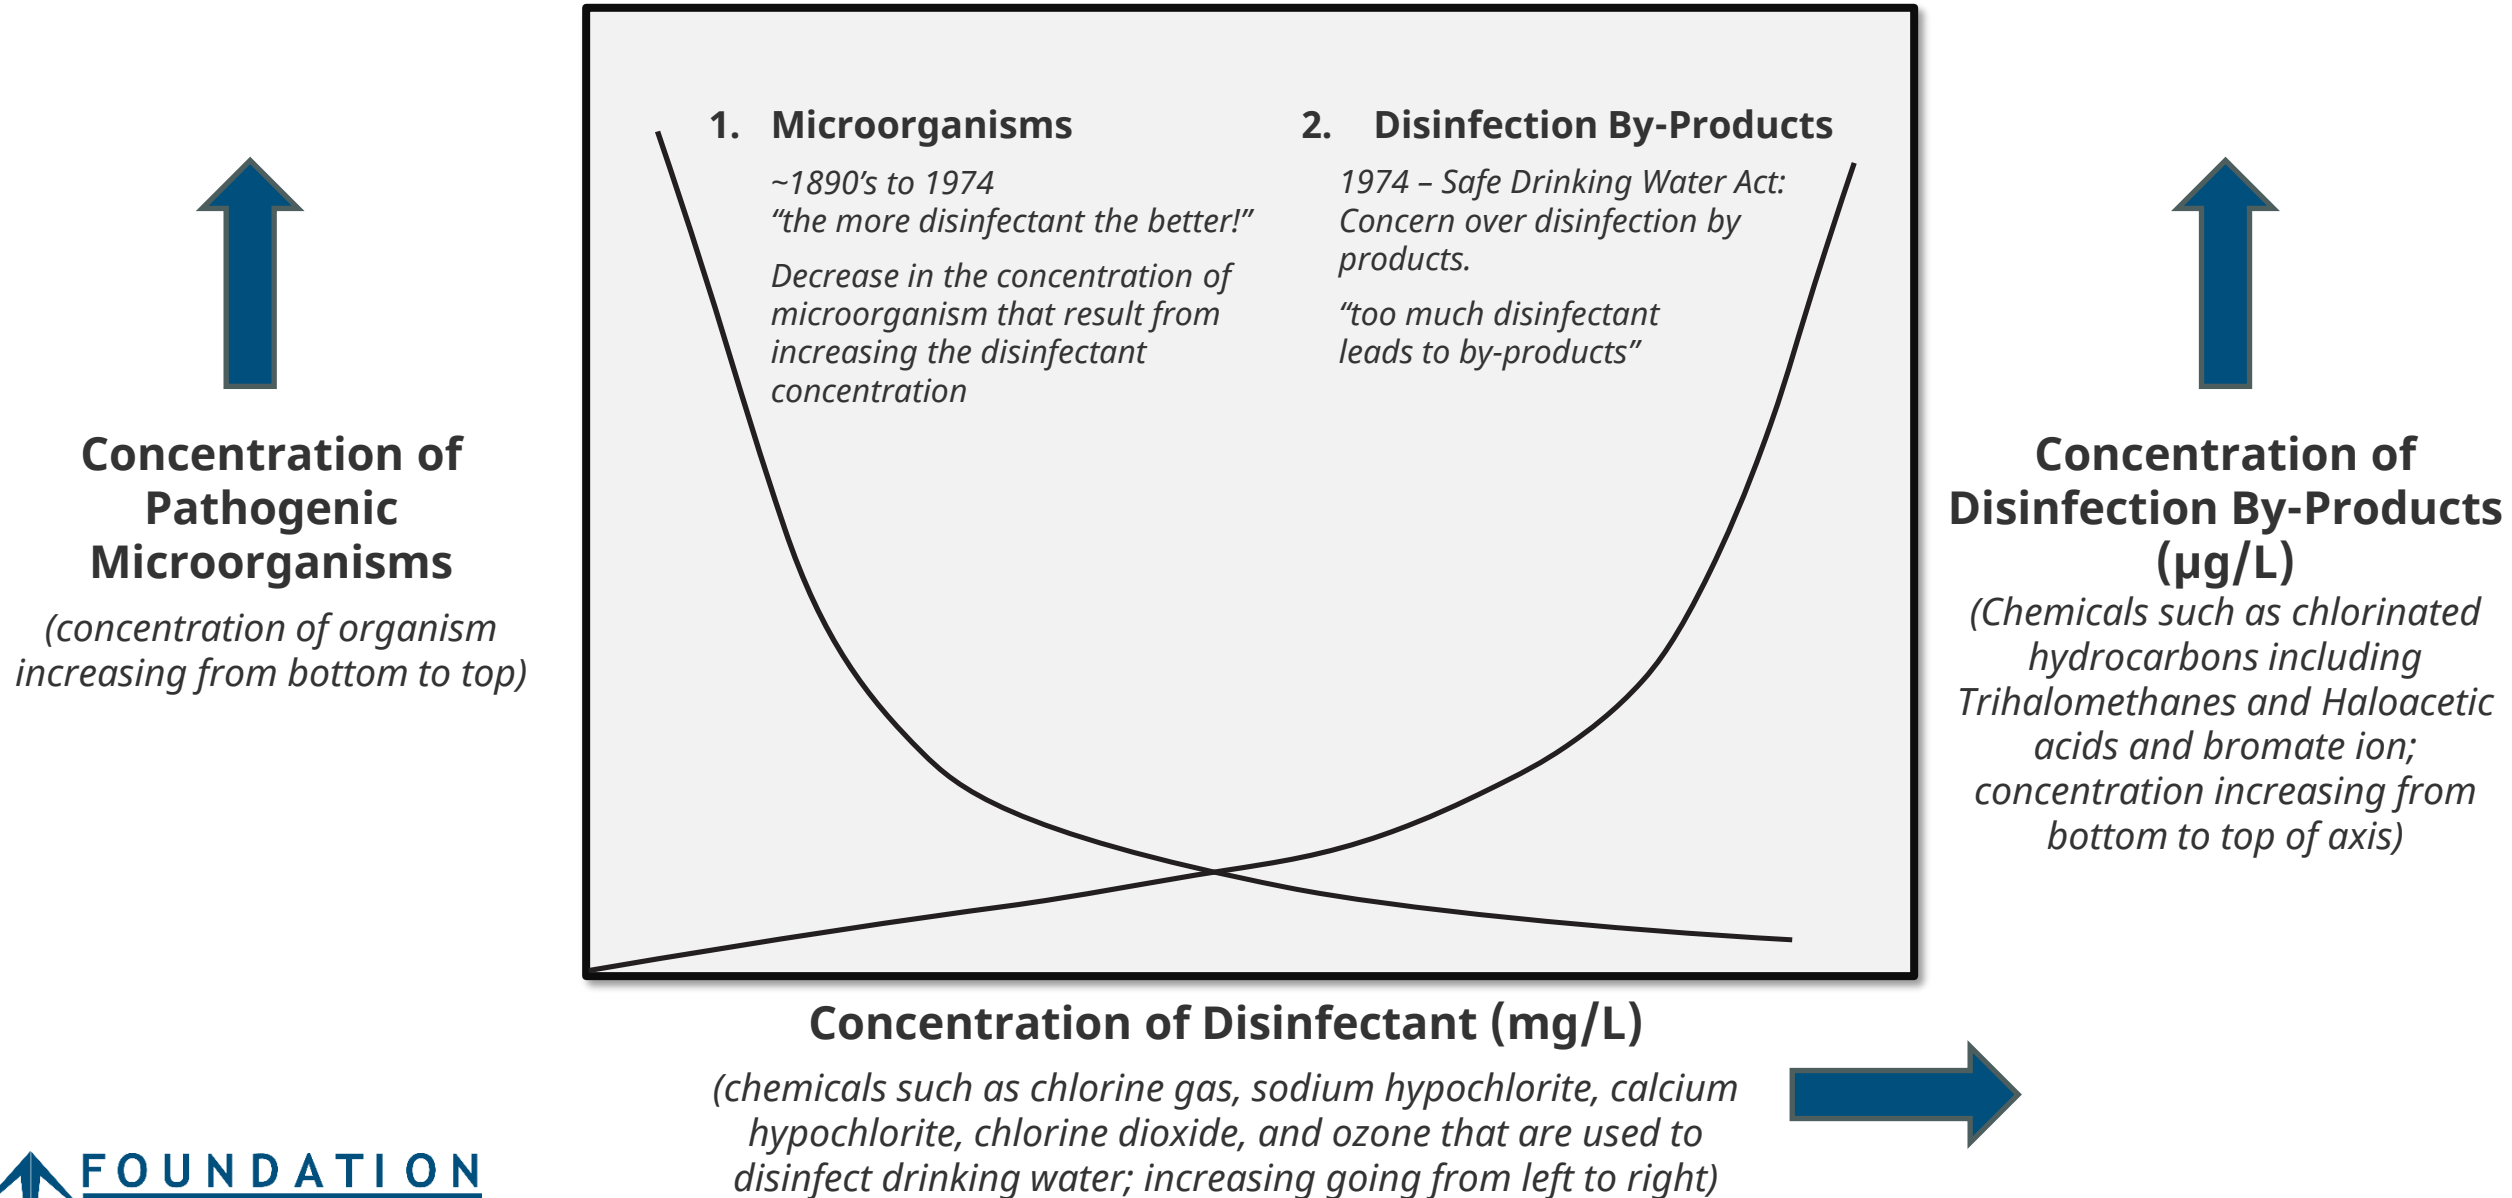 1. Microorganisms
~1890’s to 1974
“the more disinfectant the better!”
Decrease in the concentration of
microorganism that result from
increasing the disinfectant
concentration
2. Disinfection By-Products
1974 – Safe Drinking Water Act:
Concern over disinfection by
products.
“too much disinfectant
leads to by-products”
Concentration of
Pathogenic
Microorganisms
(concentration of organism
increasing from bottom to top)
Concentration of
Disinfection By-Products
(µg/L)
(Chemicals such as chlorinated
hydrocarbons including
Trihalomethanes and Haloacetic
acids and bromate ion;
concentration increasing from
bottom to top of axis)
Concentration of Disinfectant (mg/L)
(chemicals such as chlorine gas, sodium hypochlorite, calcium
hypochlorite, chlorine dioxide, and ozone that are used to
disinfect drinking water; increasing going from left to right)
FOUNDATION